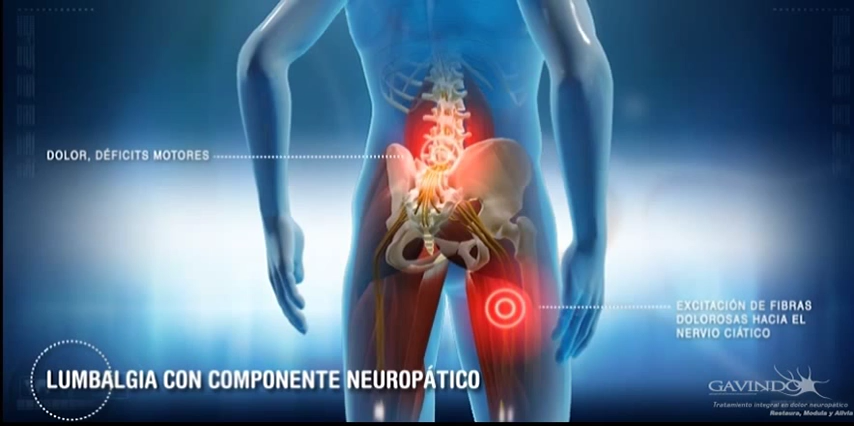 DOLOR, DÉFICITS MOTORES
EXCITACIÓN DE FIBRAS
DOLOROSAS HACIA EL
NERVIO CIÁTICO
LUMBALGIA CON COMPONENTE NEUROPÁTICO
GAVINDO
Tratamiento integral en dolor neuropático
Restaura, Modula y Alivia